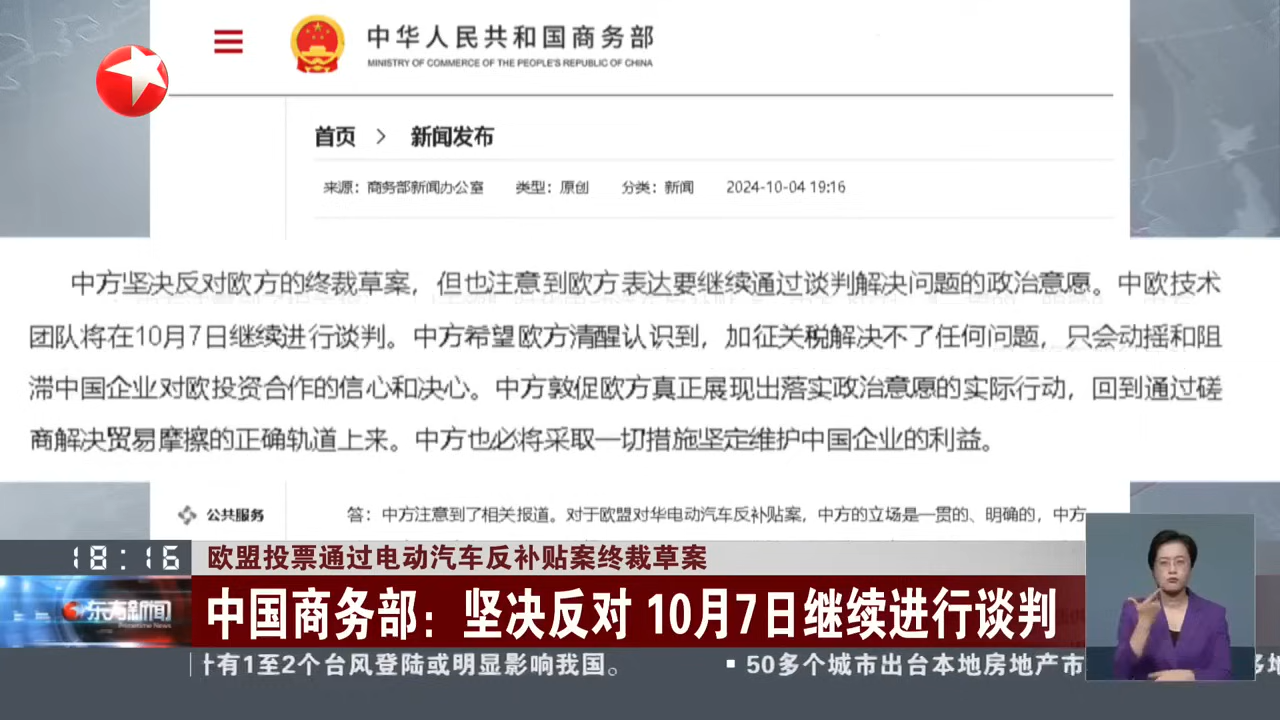 中华人民共和国商务部
MINISTRY OF COMMERCE OF THE PEOPLE'S REPUBLIC OF CHINA
首页 > 新闻发布
来源：商务部新闻办公室 类型：原创 分类：新闻 2024-10-04 19:16
中方坚决反对欧方的终裁草案，但也注意到欧方表达要继续通过谈判解决问题的政治意愿。中欧技术
团队将在10月7日继续进行谈判。中方希望欧方清醒认识到，加征关税解决不了任何问题，只会动摇和阻
滞中国企业对欧投资合作的信心和决心。中方敦促欧方真正展现出落实政治意愿的实际行动，回到通过磋
商解决贸易摩擦的正确轨道上来。中方也必将采取一切措施坚定维护中国企业的利益。
公共服务
答：中方注意到了相关报道。对于欧盟对华电动汽车反补贴案，中方的立场是一贯的、明确的，中方
18:16 欧盟投票通过电动汽车反补贴案终裁草案
东方新闻
Prime News
中国商务部：坚决反对 10月7日继续进行谈判
计有1至2个台风登陆或明显影响我国。 ▪ 50多个城市出台本地房地产市